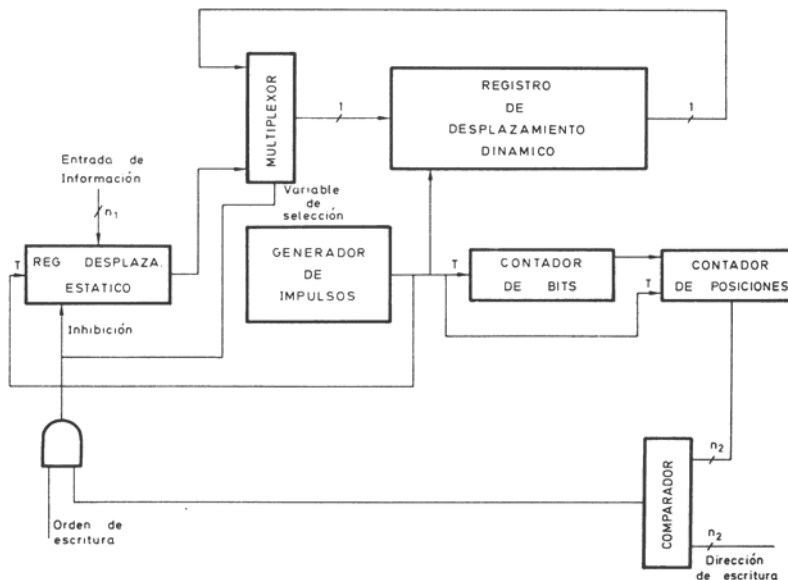 MULTIPLEXOR
1
REGISTRO
DE
DESPLAZAMIENTO
DINAMICO
1
Entrada de
Información
n1
Variable
de
selección
T
REG DESPLAZA.
ESTATICO
Inhibición
GENERADOR
DE
IMPULSOS
T
CONTADOR
DE BITS
T
CONTADOR
DE POSICIONES
Orden de
escritura
COMPARADOR
n2
n2
Dirección
de escritura